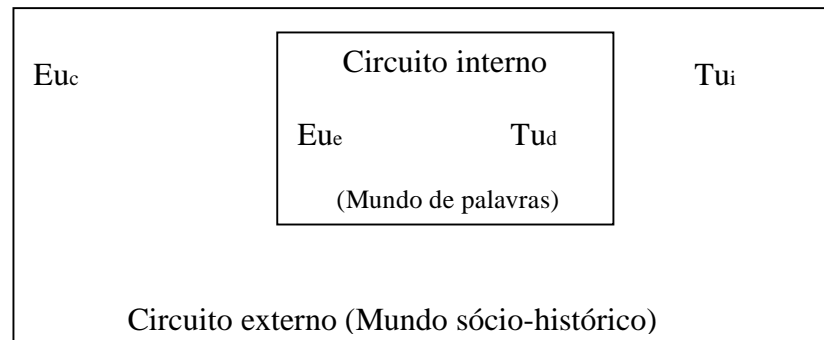 Circuito interno
Euc Tui
Eue Tud
(Mundo de palavras)
Circuito externo (Mundo sócio-histórico)